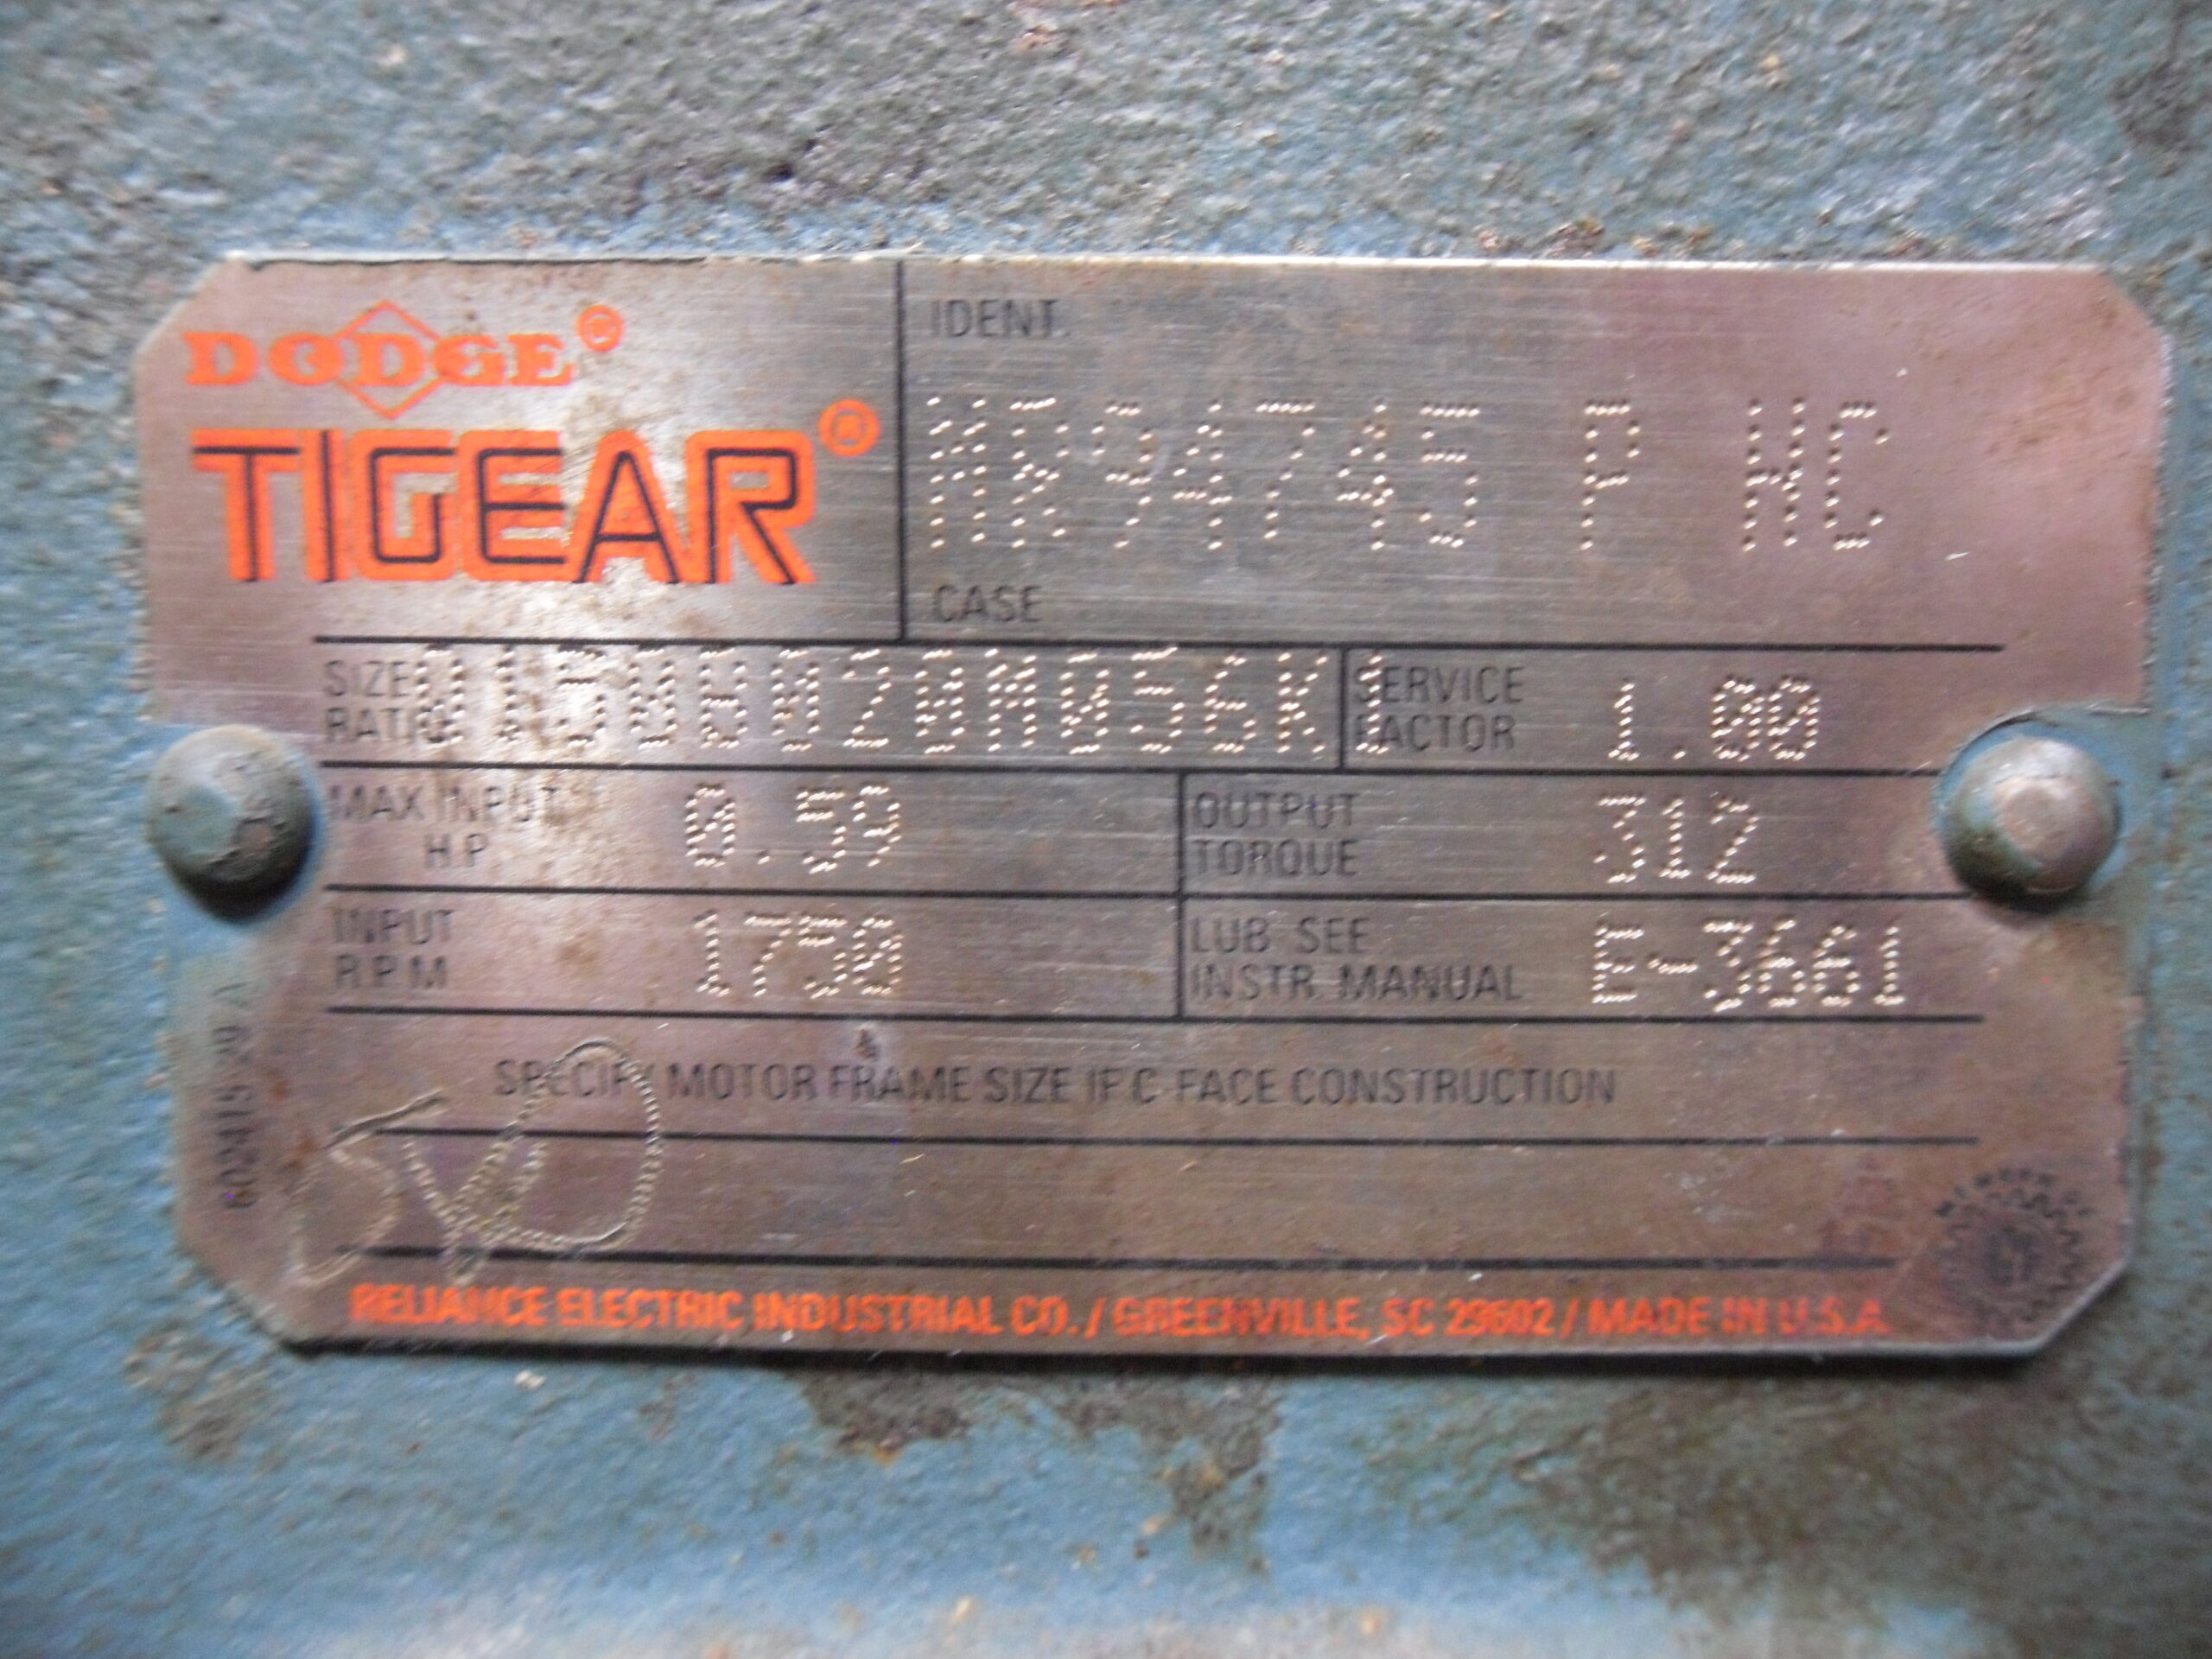 DODGE ©
TIGEAR ®
IDENT.
MR94745 P WC
CASE
SIZE
RATIO
Q150B020M056K1
SERVICE
FACTOR
1.00
MAX INPUT
H P
0.59
OUTPUT
TORQUE
312
INPUT
R P M
1750
LUB SEE
INSTR. MANUAL
E-3661
SPECIFY MOTOR FRAME SIZE IF C-FACE CONSTRUCTION
RELIANCE ELECTRIC INDUSTRIAL CO. / GREENVILLE, SC 29602 / MADE IN U.S.A.